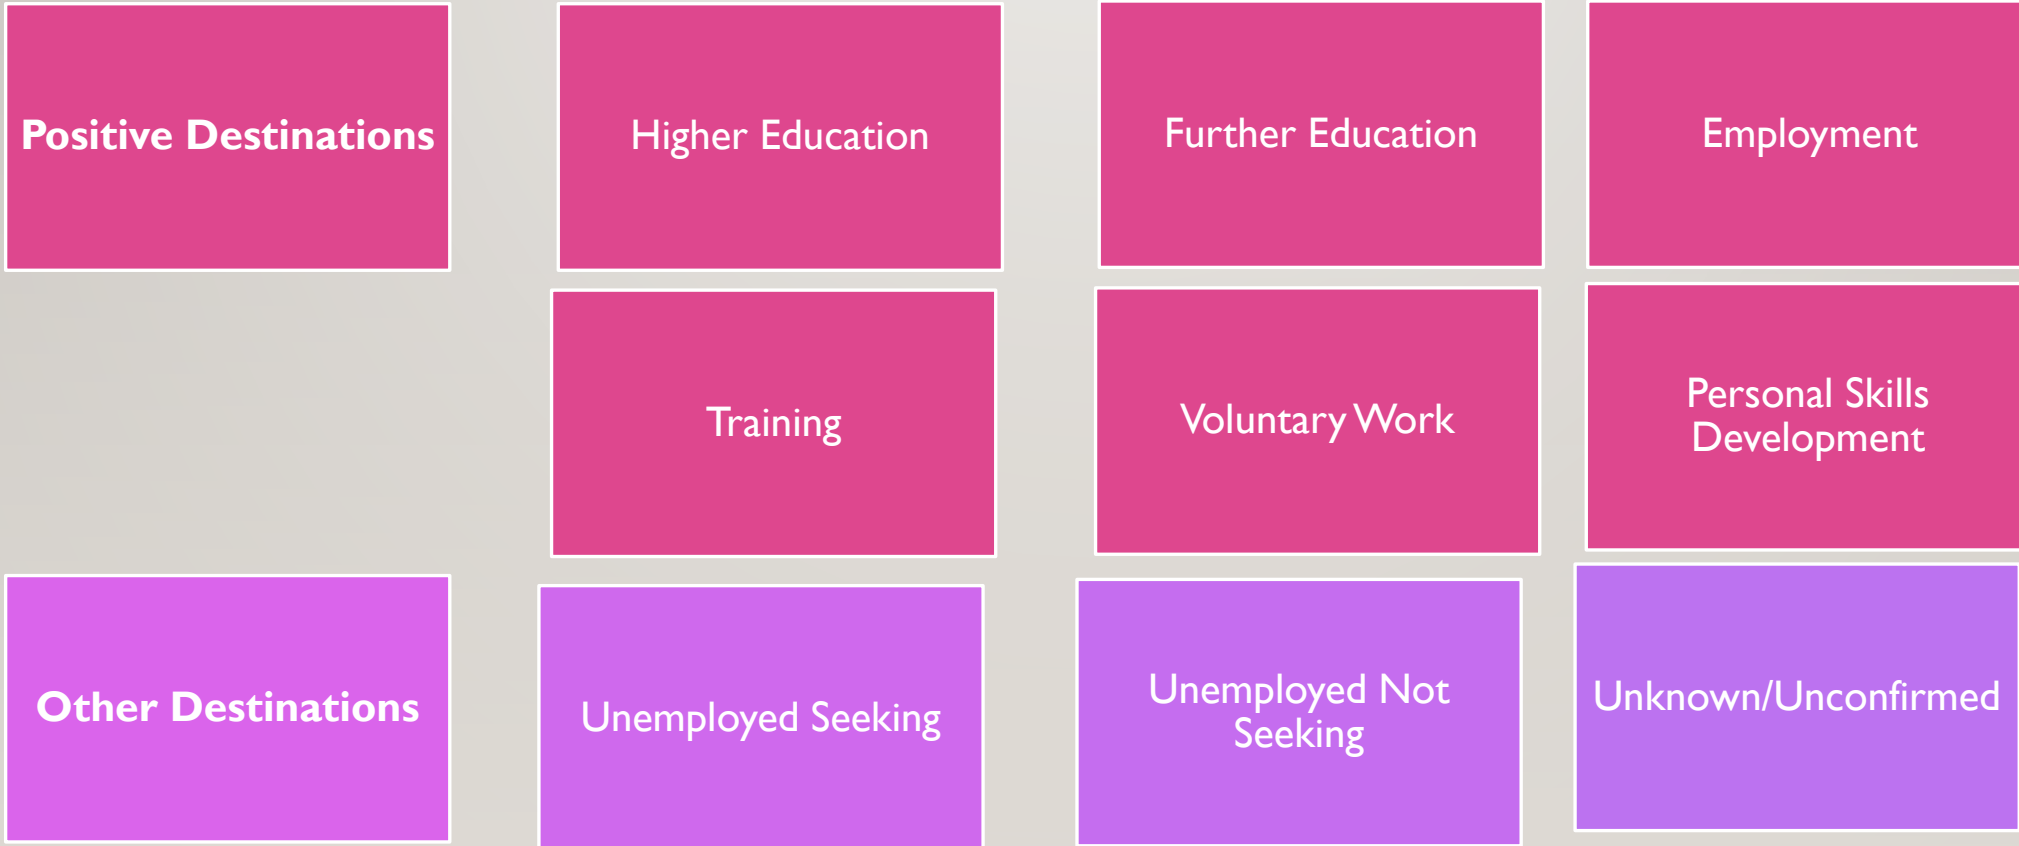 Positive Destinations
Higher Education
Further Education
Employment
Training
Voluntary Work
Personal Skills
Development
Other Destinations
Unemployed Seeking
Unemployed Not
Seeking
Unknown/Unconfirmed